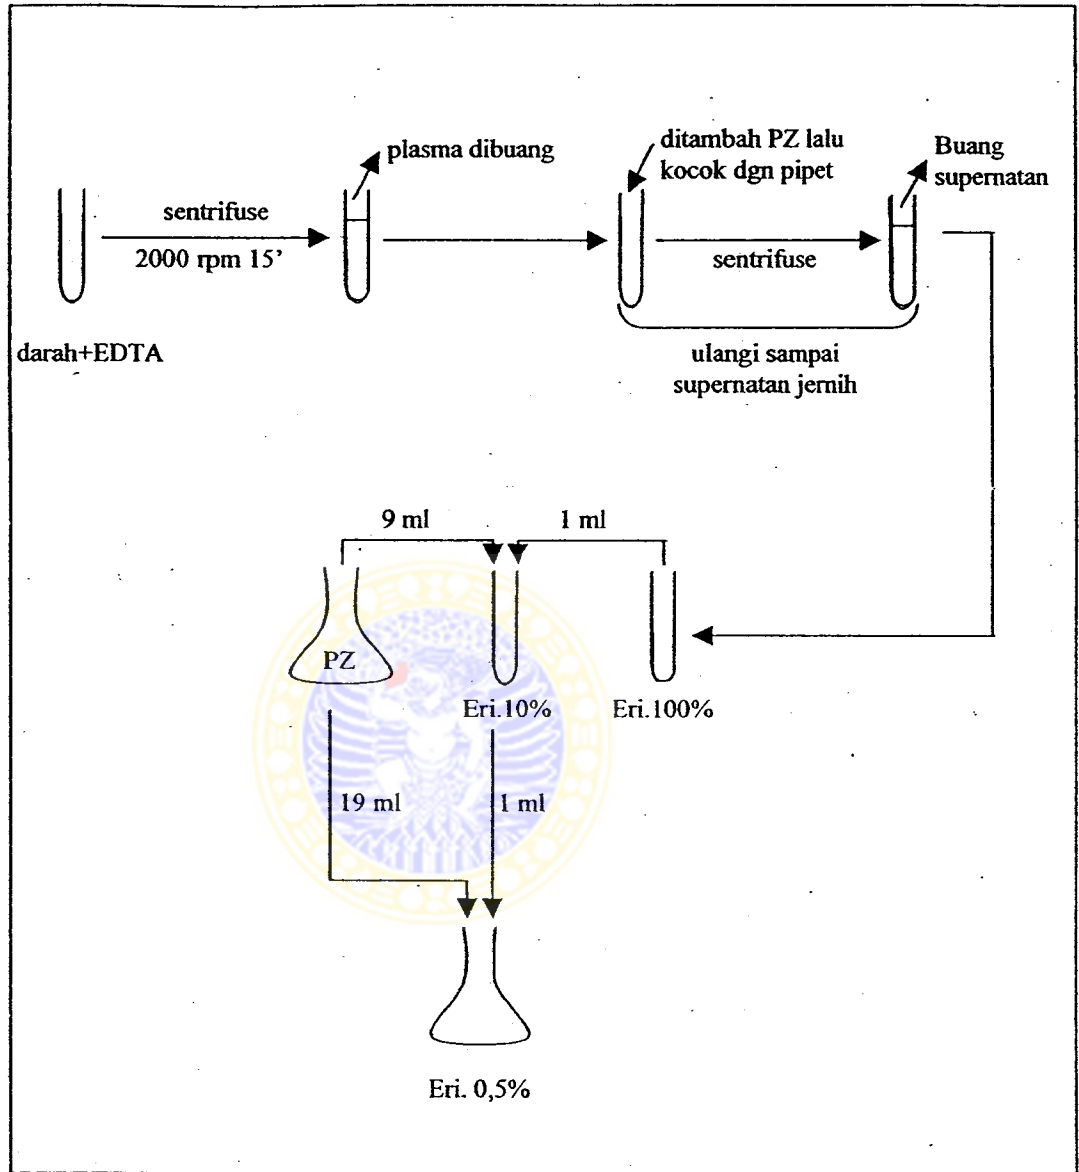 plasma dibuang
ditambah PZ lalu
kocok dgn pipet
Buang
supernatan
sentrifuse
2000 rpm 15’
sentrifuse
darah+EDTA
ulangi sampai
supernatan jernih
9 ml
1 ml
PZ
Eri.10%
Eri.100%
19 ml
1 ml
Eri. 0,5%